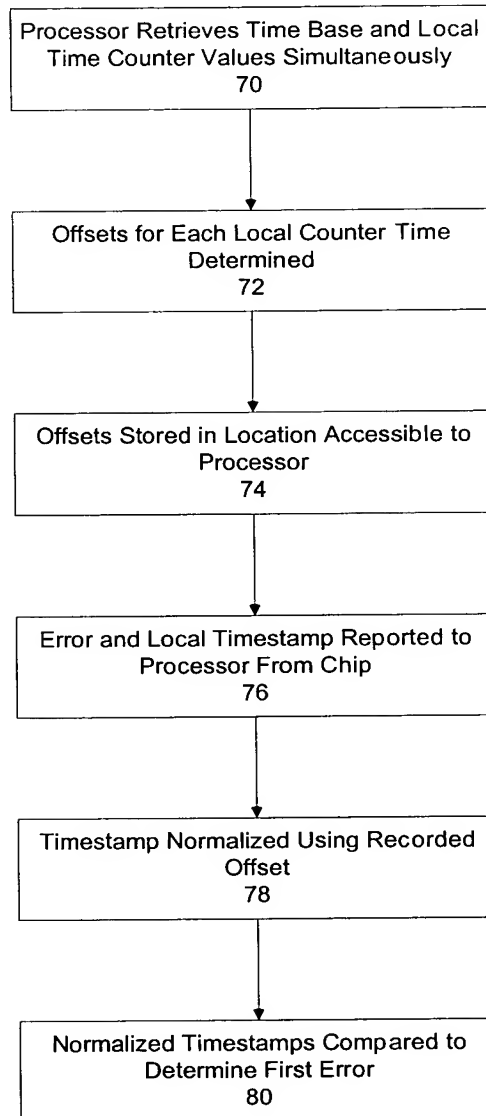 Processor Retrieves Time Base and Local
Time Counter Values Simultaneously
70
Offsets for Each Local Counter Time
Determined
72
Offsets Stored in Location Accessible to
Processor
74
Error and Local Timestamp Reported to
Processor From Chip
76
Timestamp Normalized Using Recorded
Offset
78
Normalized Timestamps Compared to
Determine First Error
80